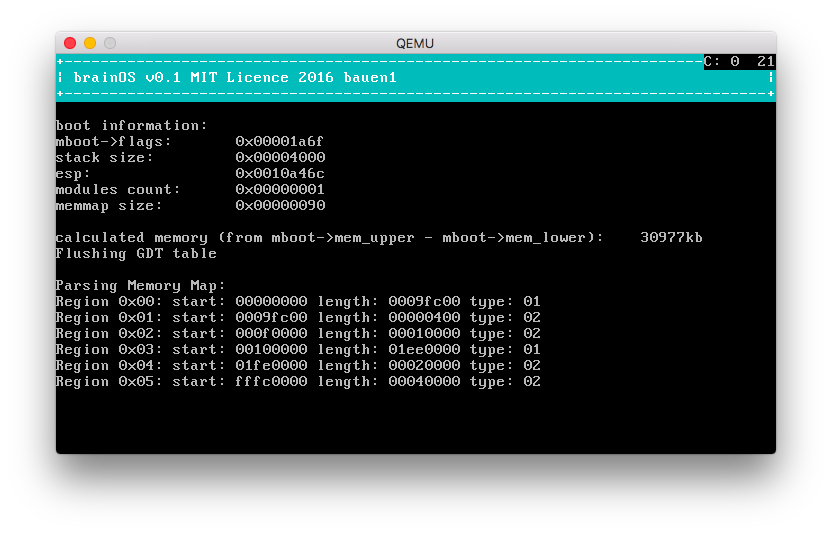 QEMU
C: 0 21
brainOS v0.1 MIT Licence 2016 bauen1
boot information:
mboot->flags: 0x00001a6f
stack size: 0x00004000
esp: 0x0010a46c
modules count: 0x00000001
memmap size: 0x00000090
calculated memory (from mboot->mem_upper - mboot->mem_lower): 30977kb
Flushing GDT table
Parsing Memory Map:
Region 0x00: start: 00000000 length: 0009fc00 type: 01
Region 0x01: start: 0009fc00 length: 00000400 type: 02
Region 0x02: start: 000f0000 length: 00010000 type: 02
Region 0x03: start: 00100000 length: 01ee0000 type: 01
Region 0x04: start: 01fe0000 length: 00020000 type: 02
Region 0x05: start: fffc0000 length: 00040000 type: 02